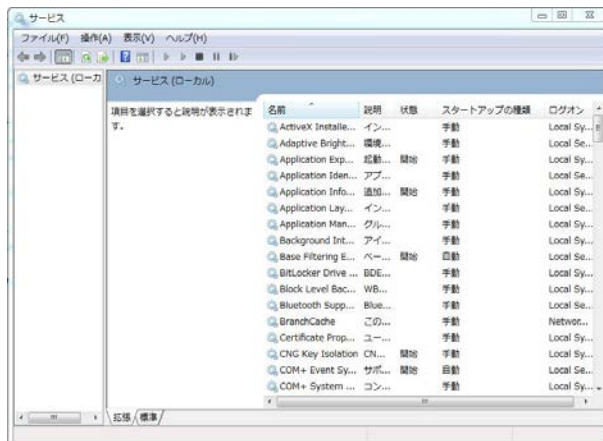 サービス
ファイル(F) 操作(A) 表示(V) ヘルプ(H)
サービス (ローカ
サービス (ローカル)
項目を選択すると説明が表示されます。
名前 説明 状態 スタートアップの種類 ログオン
ActiveX Installe... イン... 手動 Local Sy...
Adaptive Bright... 環境... 手動 Local Se...
Application Exp... 起動... 開始 手動 Local Sy...
Application Iden... アプ... 手動 Local Se...
Application Info... 追加... 開始 手動 Local Sy...
Application Lay... イン... 手動 Local Se...
Application Man... グル... 手動 Local Sy...
Background Int... アイ... 手動 Local Sy...
Base Filtering E... ベー... 開始 自動 Local Se...
BitLocker Drive ... BDE... 手動 Local Sy...
Block Level Bac... WB... 手動 Local Sy...
Bluetooth Supp... Blue... 手動 Local Se...
BranchCache この... 手動 Networ...
Certificate Prop... ユー... 手動 Local Sy...
CNG Key Isolation CN... 開始 手動 Local Sy...
COM+ Event Sy... サポ... 開始 自動 Local Se...
COM+ System ... コン... 手動 Local Sy...
拡張 標準